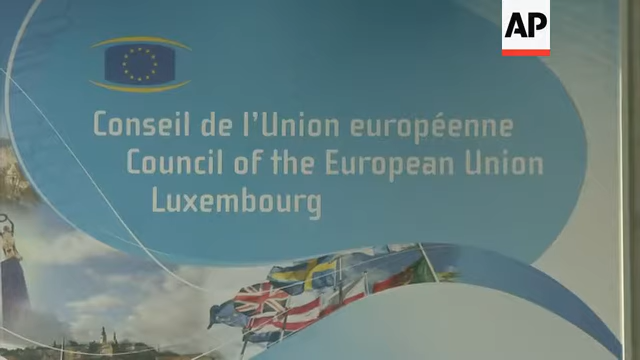 AP
Conseil de l'Union européenne
Council of the European Union
Luxembourg